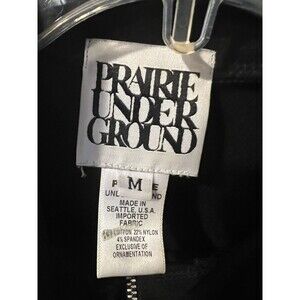 PRAIRIE
UNDER
GROUND
M
MADE IN
SEATTLE, U.S.A.
IMPORTED
FABRIC
COTTON 22% NYLON
4% SPANDEX
EXCLUSIVE OF
ORNAMENTATION